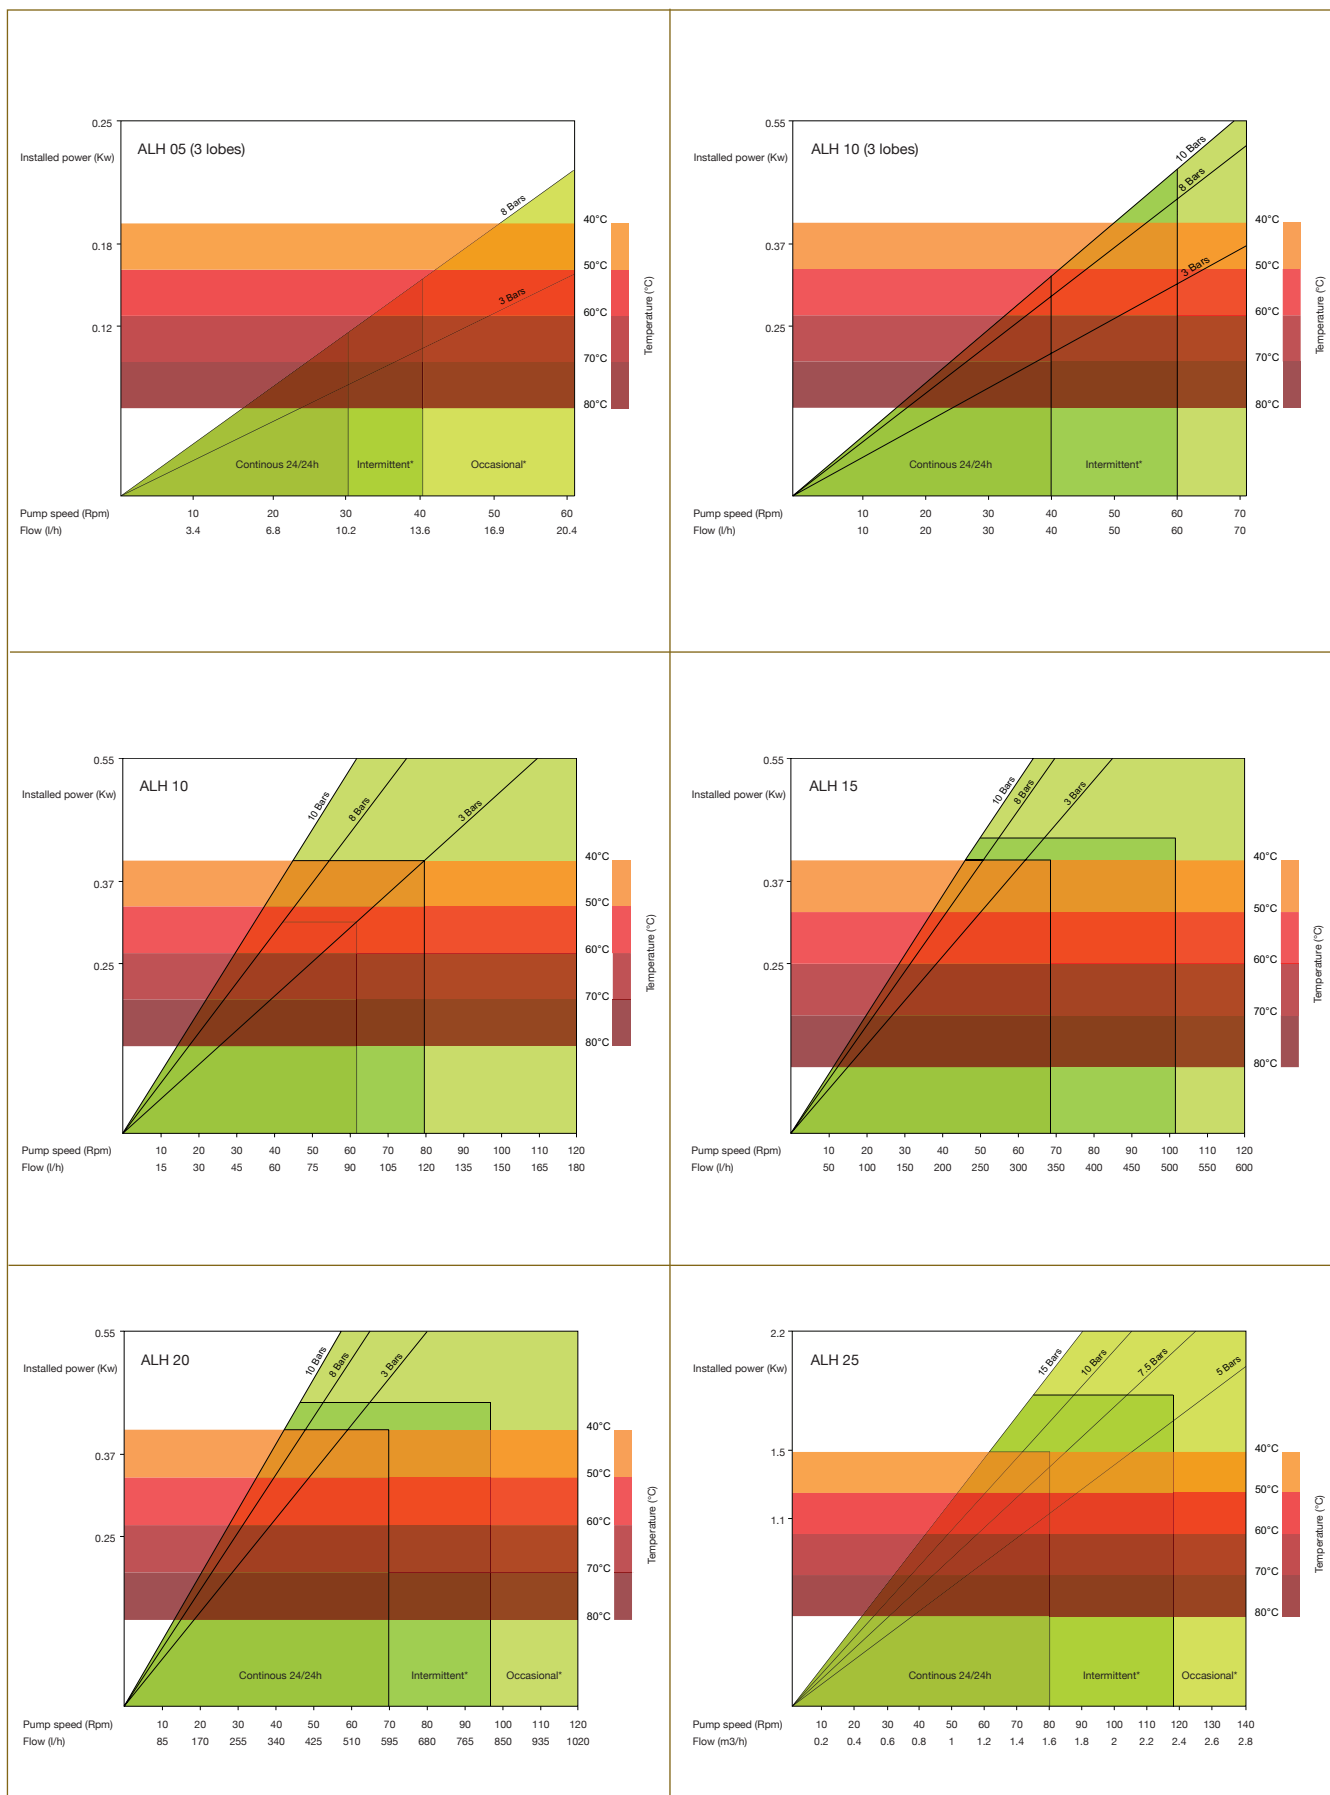 0.25
ALH 05 (3 lobes)
Installed power (Kw)
8 Bars
40°C
0.18
50°C
3 Bars
60°C
0.12
70°C
80°C
Temperature (°C)
Continous 24/24h Intermittent* Occasional*
Pump speed (Rpm) 10 20 30 40 50 60
Flow (l/h) 3.4 6.8 10.2 13.6 16.9 20.4
0.55
ALH 10 (3 lobes)
Installed power (Kw)
10 Bars
8 Bars
40°C
0.37
50°C
3 Bars
60°C
0.25
70°C
80°C
Temperature (°C)
Continous 24/24h Intermittent*
Pump speed (Rpm) 10 20 30 40 50 60 70
Flow (l/h) 10 20 30 40 50 60 70
0.55
ALH 10
Installed power (Kw)
10 Bars
8 Bars
3 Bars
40°C
0.37
50°C
60°C
0.25
70°C
80°C
Temperature (°C)
Pump speed (Rpm) 10 20 30 40 50 60 70 80 90 100 110 120
Flow (l/h) 15 30 45 60 75 90 105 120 135 150 165 180
0.55
ALH 15
Installed power (Kw)
10 Bars
8 Bars
3 Bars
40°C
0.37
50°C
60°C
0.25
70°C
80°C
Temperature (°C)
Pump speed (Rpm) 10 20 30 40 50 60 70 80 90 100 110 120
Flow (l/h) 50 100 150 200 250 300 350 400 450 500 550 600
0.55
ALH 20
Installed power (Kw)
10 Bars
8 Bars
3 Bars
40°C
0.37
50°C
60°C
0.25
70°C
80°C
Temperature (°C)
Continous 24/24h Intermittent* Occasional*
Pump speed (Rpm) 10 20 30 40 50 60 70 80 90 100 110 120
Flow (l/h) 85 170 255 340 425 510 595 680 765 850 935 1020
2.2
ALH 25
Installed power (Kw)
15 Bars
10 Bars
7.5 Bars
5 Bars
40°C
1.5
50°C
1.1
60°C
70°C
80°C
Temperature (°C)
Continous 24/24h Intermittent* Occasional*
Pump speed (Rpm) 10 20 30 40 50 60 70 80 90 100 110 120 130 140
Flow (m3/h) 0.2 0.4 0.6 0.8 1 1.2 1.4 1.6 1.8 2 2.2 2.4 2.6 2.8